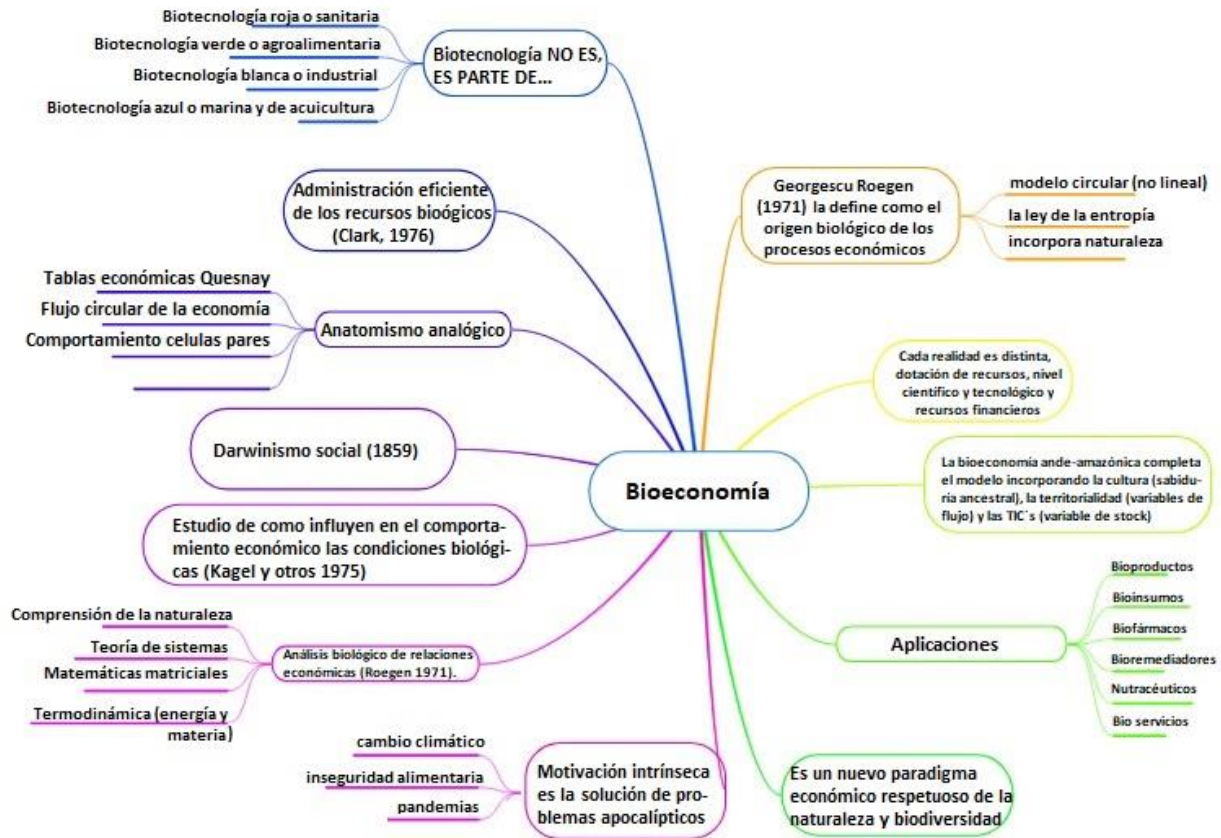 Biotecnología roja o sanitaria
Biotecnología verde o agroalimentaria
Biotecnología blanca o industrial
Biotecnología azul o marina y de acuicultura
Biotecnología NO ES,
ES PARTE DE...
Administración eficiente
de los recursos bioógicos
(Clark, 1976)
Tablas económicas Quesnay
Flujo circular de la economía
Comportamiento celulas pares
Anatomismo analógico
Darwinismo social (1859)
Estudio de como influyen en el comporta-
miento económico las condiciones biológi-
cas (Kagel y otros 1975)
Comprensión de la naturaleza
Teoría de sistemas
Matemáticas matriciales
Termodinámica (energía y
materia)
Análisis biológico de relaciones
económicas (Roegen 1971).
cambio climático
inseguridad alimentaria
pandemias
Motivación intrínseca
es la solución de pro-
blemas apocalípticos
Bioeconomía
Georgescu Roegen
(1971) la define como el
origen biológico de los
procesos económicos
modelo circular (no lineal)
la ley de la entropía
incorpora naturaleza
Cada realidad es distinta,
dotación de recursos, nivel
científico y tecnológico y
recursos financieros
La bioeconomía ande-amazónica completa
el modelo incorporando la cultura (sabidu-
ría ancestral), la territorialidad (variables de
flujo) y las TIC´s (variable de stock)
Aplicaciones
Bioproductos
Bioinsumos
Biofármacos
Bioremediadores
Nutracéuticos
Bio servicios
Es un nuevo paradigma
económico respetuoso de la
naturaleza y biodiversidad